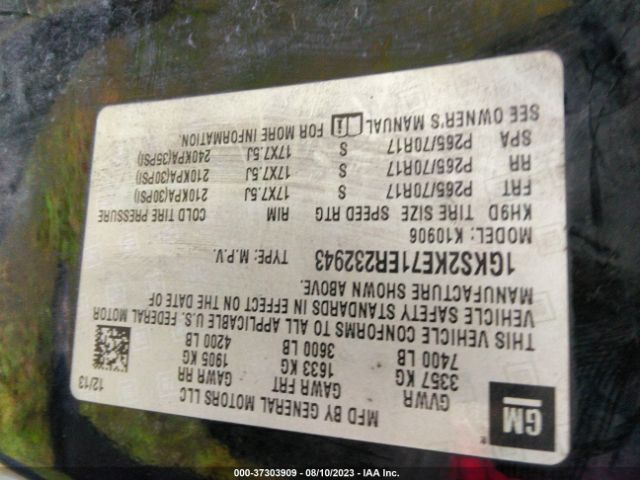 GM
MFD BY GENERAL MOTORS LLC
12/13
GVWR GAWR FRT GAWR RR
3357 KG 1633 KG 1905 KG
7400 LB 3600 LB 4200 LB
THIS VEHICLE CONFORMS TO ALL APPLICABLE U.S. FEDERAL MOTOR
VEHICLE SAFETY STANDARDS IN EFFECT ON THE DATE OF
MANUFACTURE SHOWN ABOVE.
1GKS2KE71ER232943 TYPE: M.P.V.
MODEL: K10906
KH9D TIRE SIZE SPEED RTG RIM COLD TIRE PRESSURE
FRT P265/70R17 S 17X7.5J 210KPA(30PSI)
RR P265/70R17 S 17X7.5J 210KPA(30PSI)
SPA P265/70R17 S 17X7.5J 240KPA(35PSI)
SEE OWNER'S MANUAL FOR MORE INFORMATION.
000-37303909 - 08/10/2023 - IAA Inc.